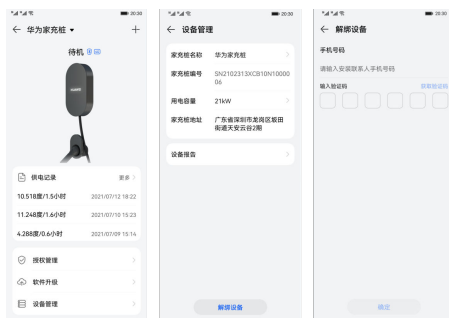 20:30
华为家充桩
待机
供电记录
更多
10.518度/1.5小时 2021/07/12 18:22
11.248度/1.6小时 2021/07/10 15:23
4.288度/0.6小时 2021/07/09 15:14
授权管理
软件升级
设备管理
20:30
设备管理
家充桩名称 华为家充桩
家充桩编号 SN2102313XCB10N10000
06
用电容量 21kW
家充桩地址 广东省深圳市龙岗区坂田
街道天安云谷2期
设备报告
解绑设备
20:30
解绑设备
手机号码
请输入安装联系人手机号码
输入验证码 获取验证码
确定